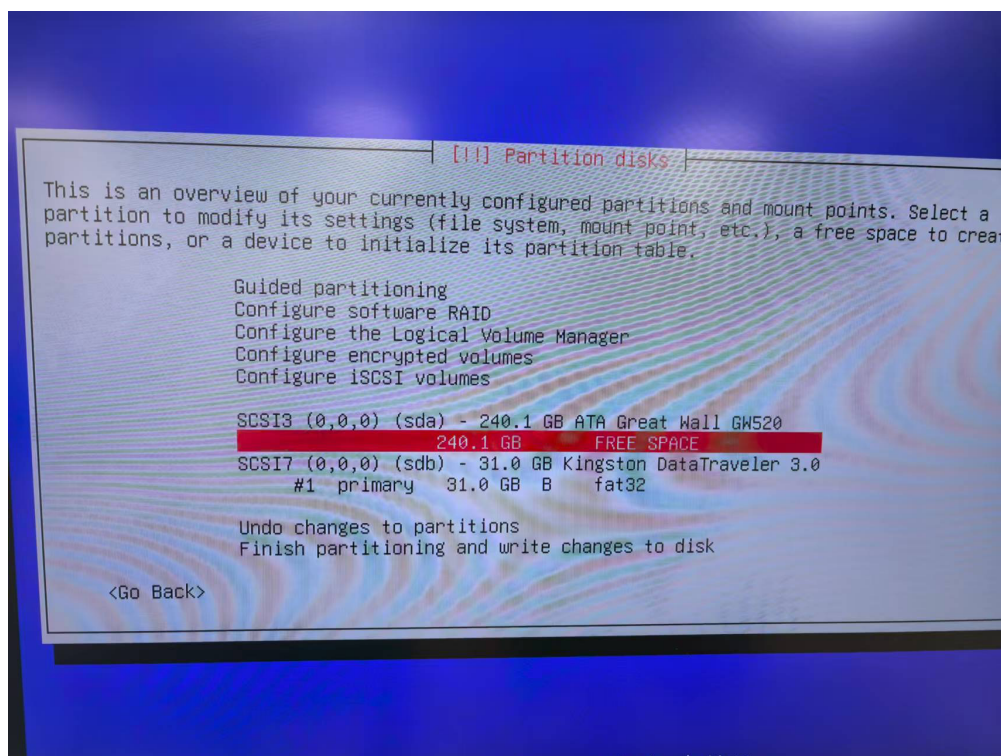 [!!] Partition disks
This is an overview of your currently configured partitions and mount points. Select a
partition to modify its settings (file system, mount point, etc.), a free space to creat
partitions, or a device to initialize its partition table.
Guided partitioning
Configure software RAID
Configure the Logical Volume Manager
Configure encrypted volumes
Configure iSCSI volumes
SCSI3 (0,0,0) (sda) - 240.1 GB ATA Great Wall GW520
240.1 GB FREE SPACE
SCSI7 (0,0,0) (sdb) - 31.0 GB Kingston DataTraveler 3.0
#1 primary 31.0 GB B fat32
Undo changes to partitions
Finish partitioning and write changes to disk
<Go Back>